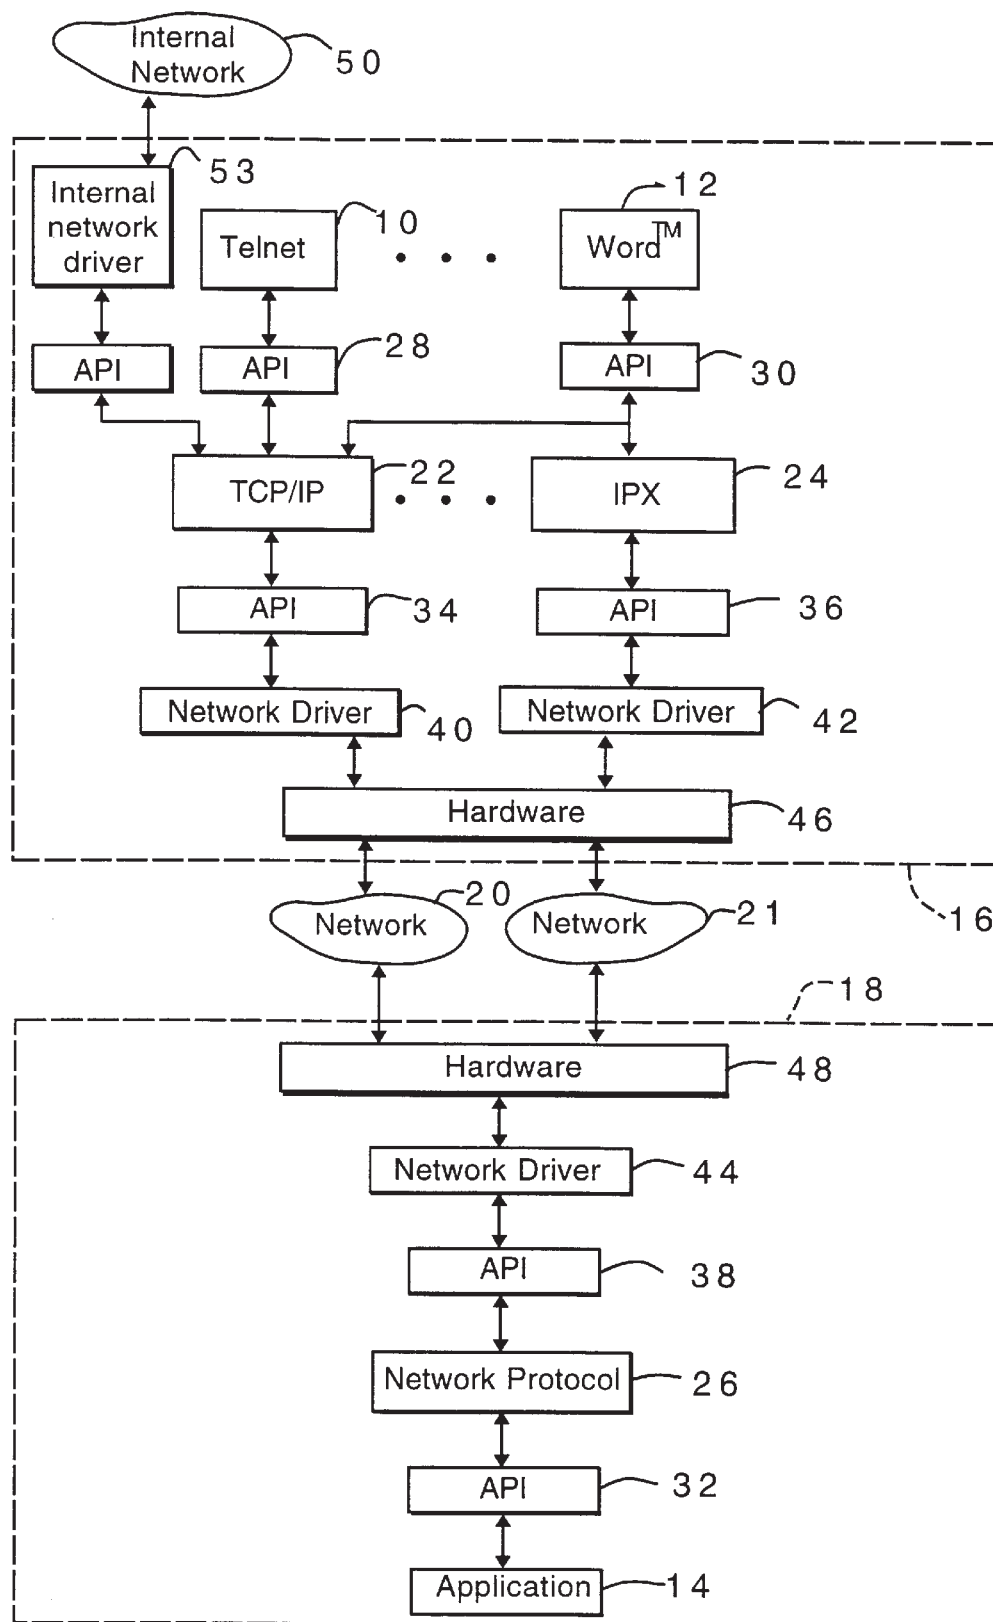 Internal
Network
50
53
Internal
network
driver
10
Telnet
12
Word™
API
28
API
API
30
TCP/IP
22
IPX
24
API
34
API
36
Network Driver
40
Network Driver
42
Hardware
46
20
Network
21
Network
16
18
Hardware
48
Network Driver
44
API
38
Network Protocol
26
API
32
Application
14